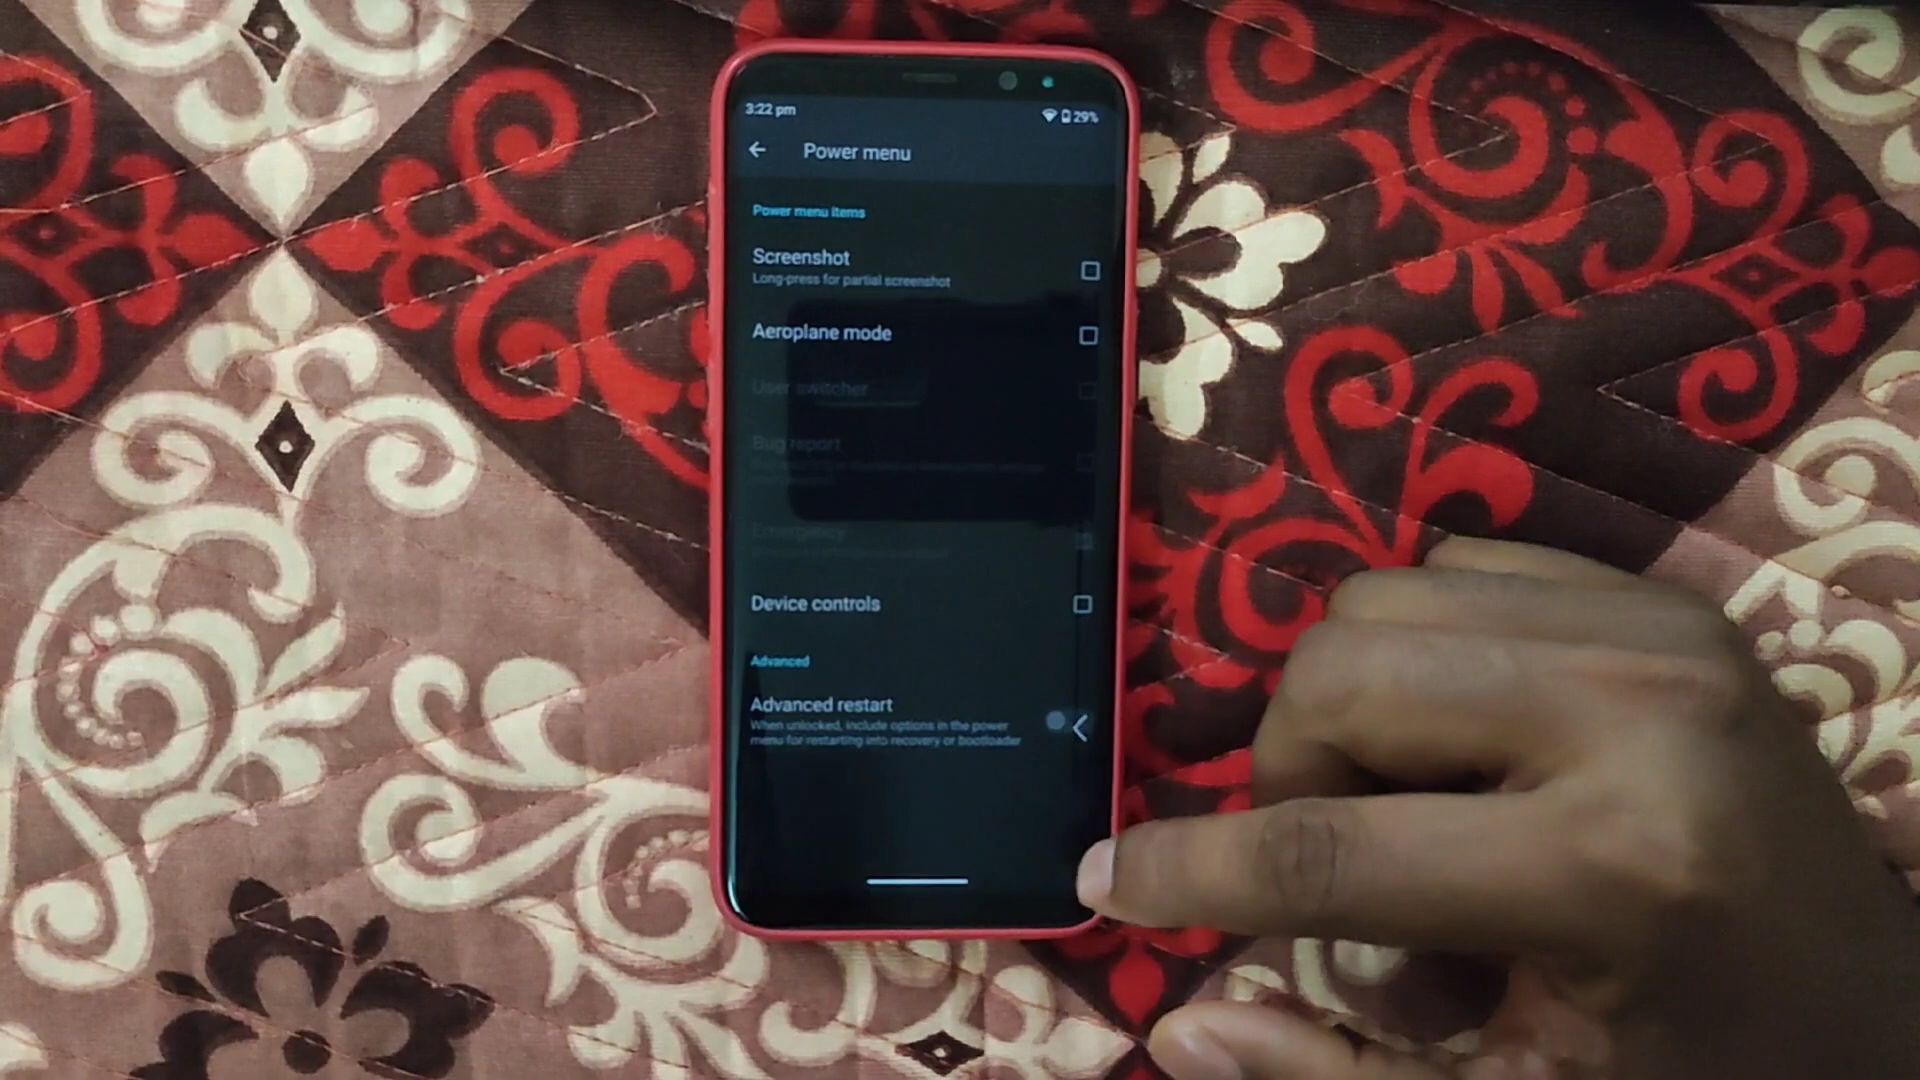 3:22 pm
29%
Power menu
Power menu items
Screenshot
Long-press for partial screenshot
Aeroplane mode
User switcher
Bug report
Emergency
Device controls
Advanced
Advanced restart
When unlocked, include options in the power
menu for restarting into recovery or bootloader